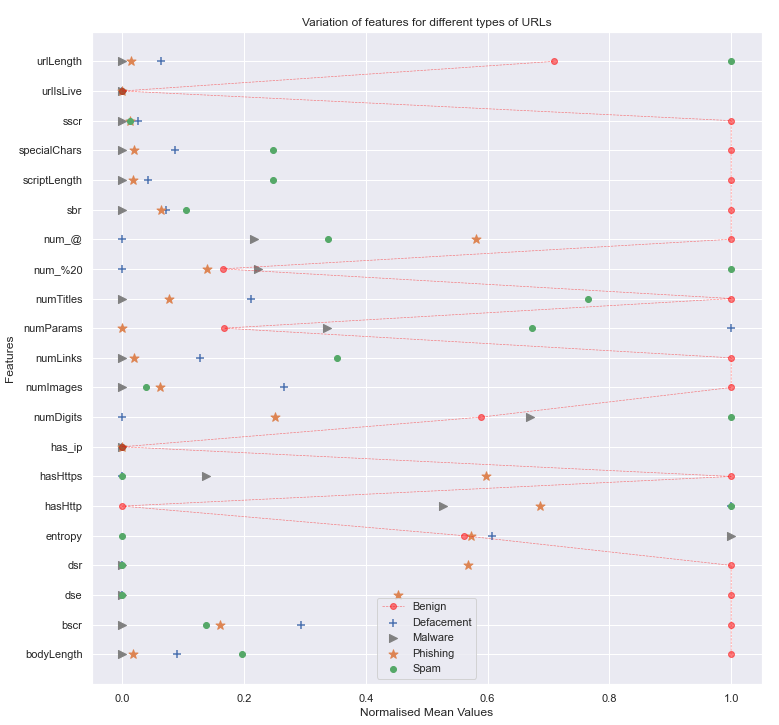 Variation of features for different types of URLs
Features
urlLength
urlIsLive
sscr
specialChars
scriptLength
sbr
num_@
num_%20
numTitles
numParams
numLinks
numImages
numDigits
has_ip
hasHttps
hasHttp
entropy
dsr
dse
bscr
bodyLength
Benign
Defacement
Malware
Phishing
Spam
0.0 0.2 0.4 0.6 0.8 1.0
Normalised Mean Values